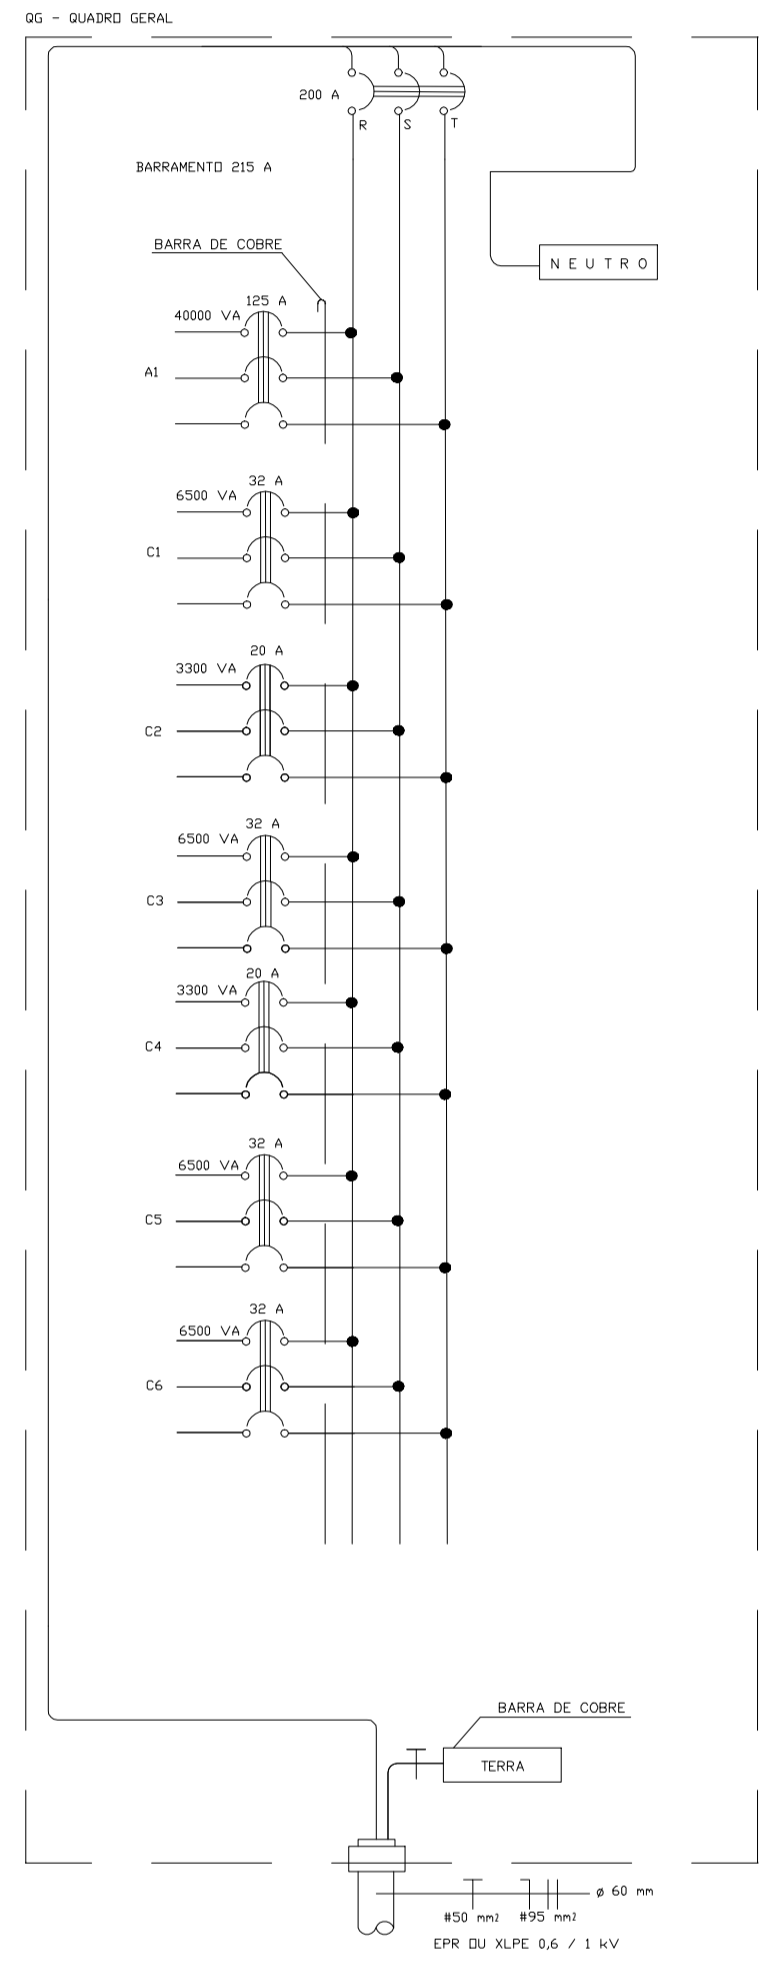 QG - QUADRO GERAL
200 A
R
S
T
BARRAMENTO 215 A
BARRA DE COBRE
N E U T R O
125 A
40000 VA
A1
32 A
6500 VA
C1
20 A
3300 VA
C2
32 A
6500 VA
C3
20 A
3300 VA
C4
32 A
6500 VA
C5
32 A
6500 VA
C6
BARRA DE COBRE
TERRA
ø 60 mm
#50 mm2 #95 mm2
EPR OU XLPE 0,6 / 1 kV